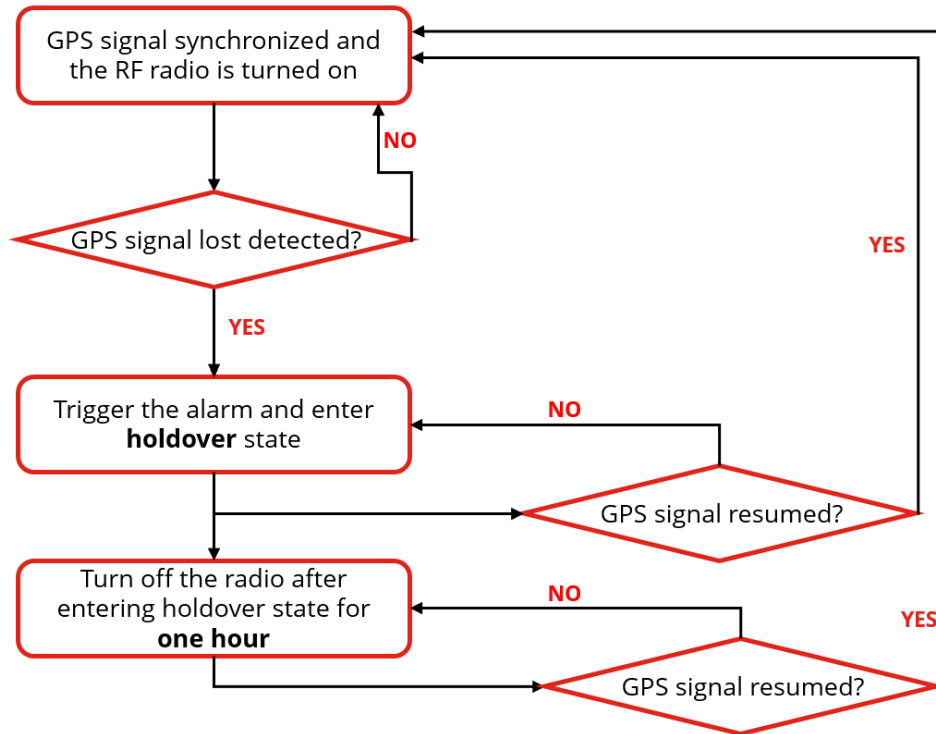 GPS signal synchronized and
the RF radio is turned on
NO
GPS signal lost detected?
YES
YES
Trigger the alarm and enter
holdover state
NO
GPS signal resumed?
Turn off the radio after
entering holdover state for
one hour
NO
YES
GPS signal resumed?